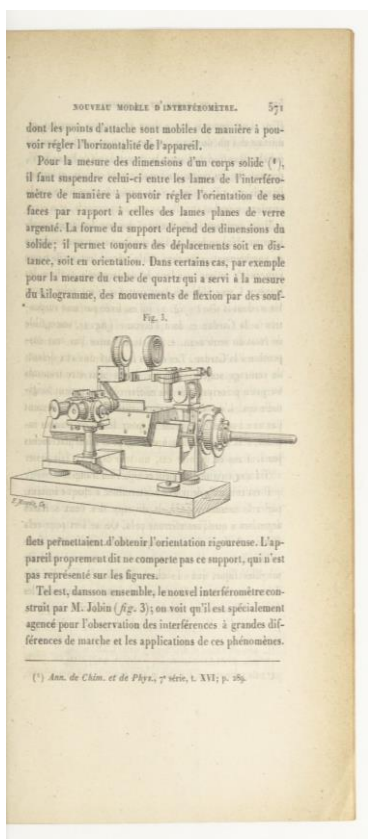 NOUVEAU MODÈLE D'INTERFÉROMÈTRE. 571
dont les points d'attache sont mobiles de manière à pou-
voir régler l'horizontalité de l'appareil.
Pour la mesure des dimensions d'un corps solide (¹),
il faut suspendre celui-ci entre les lames de l'interféro-
mètre de manière à pouvoir régler l'orientation de ses
faces par rapport à celles des lames planes de verre
argenté. La forme du support dépend des dimensions du
solide; il permet toujours des déplacements soit en dis-
tance, soit en orientation. Dans certains cas, par exemple
pour la mesure du cube de quartz qui a servi à la mesure
du kilogramme, des mouvements de flexion par des souf-
Fig. 3.
flets permettaient d'obtenir l'orientation rigoureuse. L'ap-
pareil proprement dit ne comporte pas ce support, qui n'est
pas représenté sur les figures.
Tel est, dans son ensemble, le nouvel interféromètre con-
struit par M. Jobin (fig. 3); on voit qu'il est spécialement
agencé pour l'observation des interférences à grandes dif-
férences de marche et les applications de ces phénomènes.
(¹) Ann. de Chim. et de Phys., 7ᵉ série, t. XVI; p. 289.